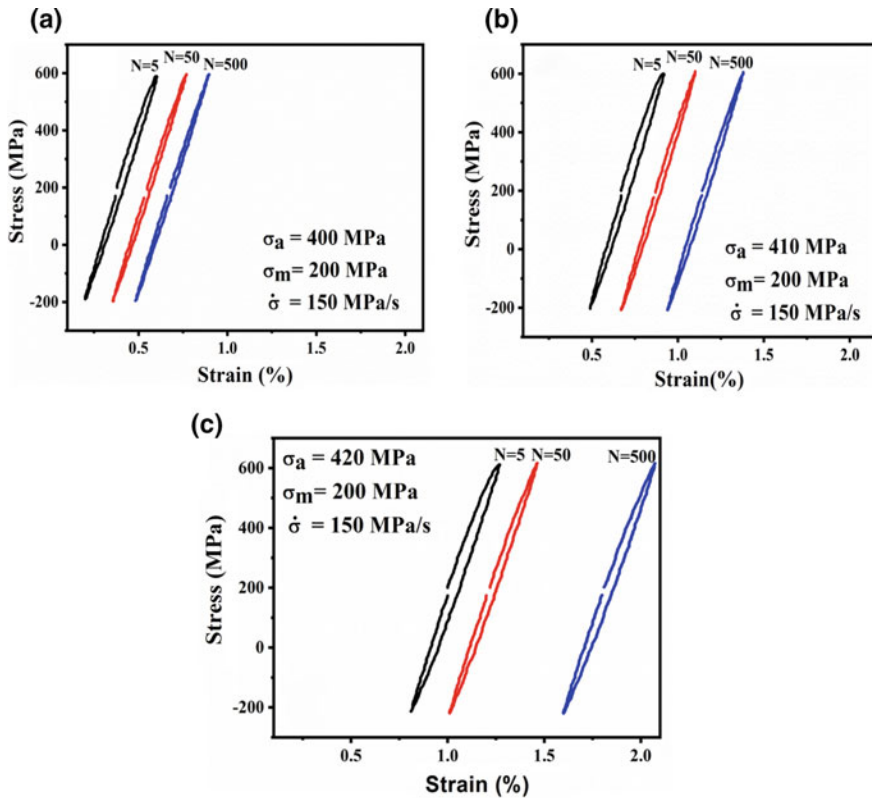 (a)
N=5 N=50 N=500
600
400
200
0
-200
Stress (MPa)
σa = 400 MPa
σm = 200 MPa
σ̇ = 150 MPa/s
0.5 1.0 1.5 2.0
Strain (%)
(b)
N=5 N=50 N=500
600
400
200
0
-200
Stress (MPa)
σa = 410 MPa
σm = 200 MPa
σ̇ = 150 MPa/s
0.5 1.0 1.5 2.0
Strain(%)
(c)
σa = 420 MPa
σm= 200 MPa
σ̇ = 150 MPa/s
N=5 N=50 N=500
600
400
200
0
-200
Stress (MPa)
0.5 1.0 1.5 2.0
Strain (%)